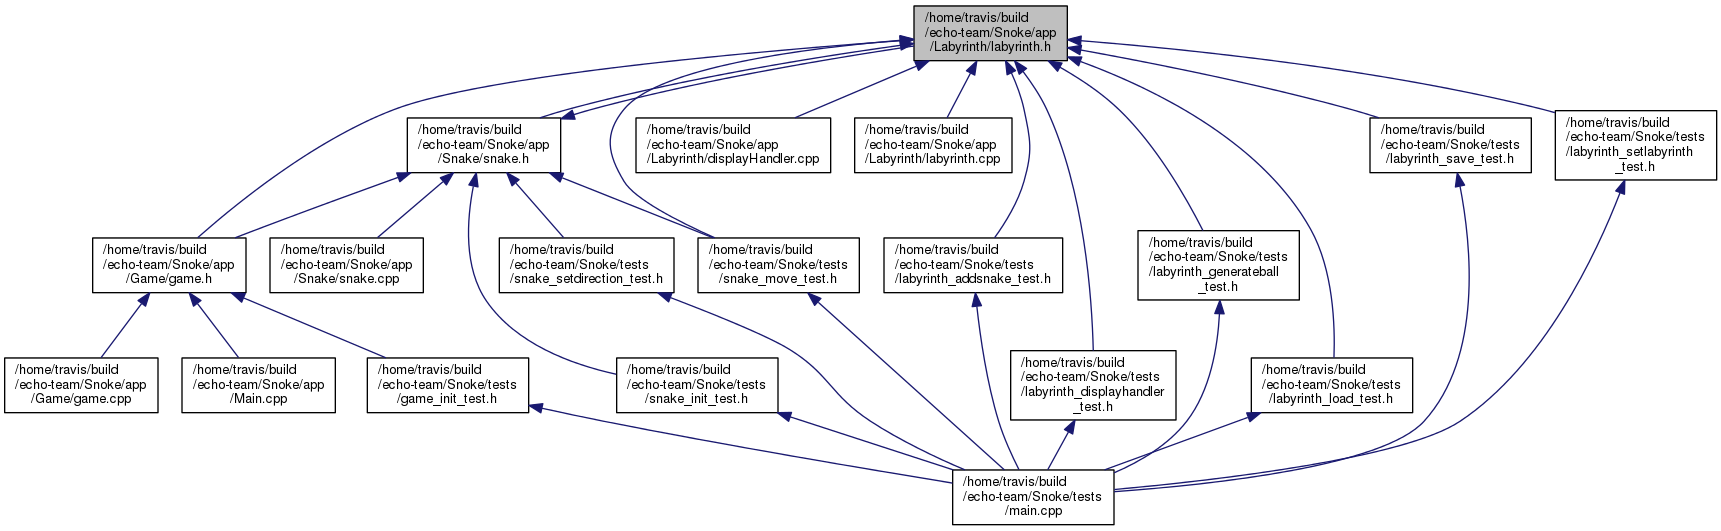 /home/travis/build
/echo-team/Snoke/app
/Labyrinth/labyrinth.h
/home/travis/build
/echo-team/Snoke/app
/Snake/snake.h
/home/travis/build
/echo-team/Snoke/app
/Labyrinth/displayHandler.cpp
/home/travis/build
/echo-team/Snoke/app
/Labyrinth/labyrinth.cpp
/home/travis/build
/echo-team/Snoke/tests
/labyrinth_save_test.h
/home/travis/build
/echo-team/Snoke/tests
/labyrinth_setlabyrinth
_test.h
/home/travis/build
/echo-team/Snoke/app
/Game/game.h
/home/travis/build
/echo-team/Snoke/app
/Snake/snake.cpp
/home/travis/build
/echo-team/Snoke/tests
/snake_setdirection_test.h
/home/travis/build
/echo-team/Snoke/tests
/snake_move_test.h
/home/travis/build
/echo-team/Snoke/tests
/labyrinth_addsnake_test.h
/home/travis/build
/echo-team/Snoke/tests
/labyrinth_generateball
_test.h
/home/travis/build
/echo-team/Snoke/app
/Game/game.cpp
/home/travis/build
/echo-team/Snoke/app
/Main.cpp
/home/travis/build
/echo-team/Snoke/tests
/game_init_test.h
/home/travis/build
/echo-team/Snoke/tests
/snake_init_test.h
/home/travis/build
/echo-team/Snoke/tests
/labyrinth_displayhandler
_test.h
/home/travis/build
/echo-team/Snoke/tests
/labyrinth_load_test.h
/home/travis/build
/echo-team/Snoke/tests
/main.cpp